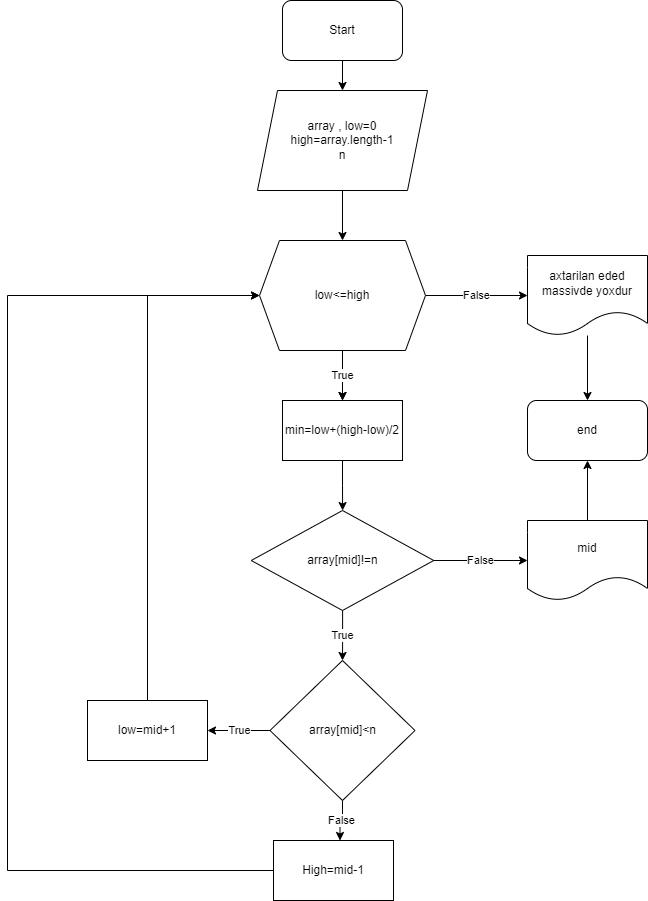 Start
array , low=0
high=array.length-1
n
low<=high
False
axtarilan eded
massivde yoxdur
True
min=low+(high-low)/2
end
array[mid]!=n
False
mid
True
array[mid]<n
True
low=mid+1
False
High=mid-1